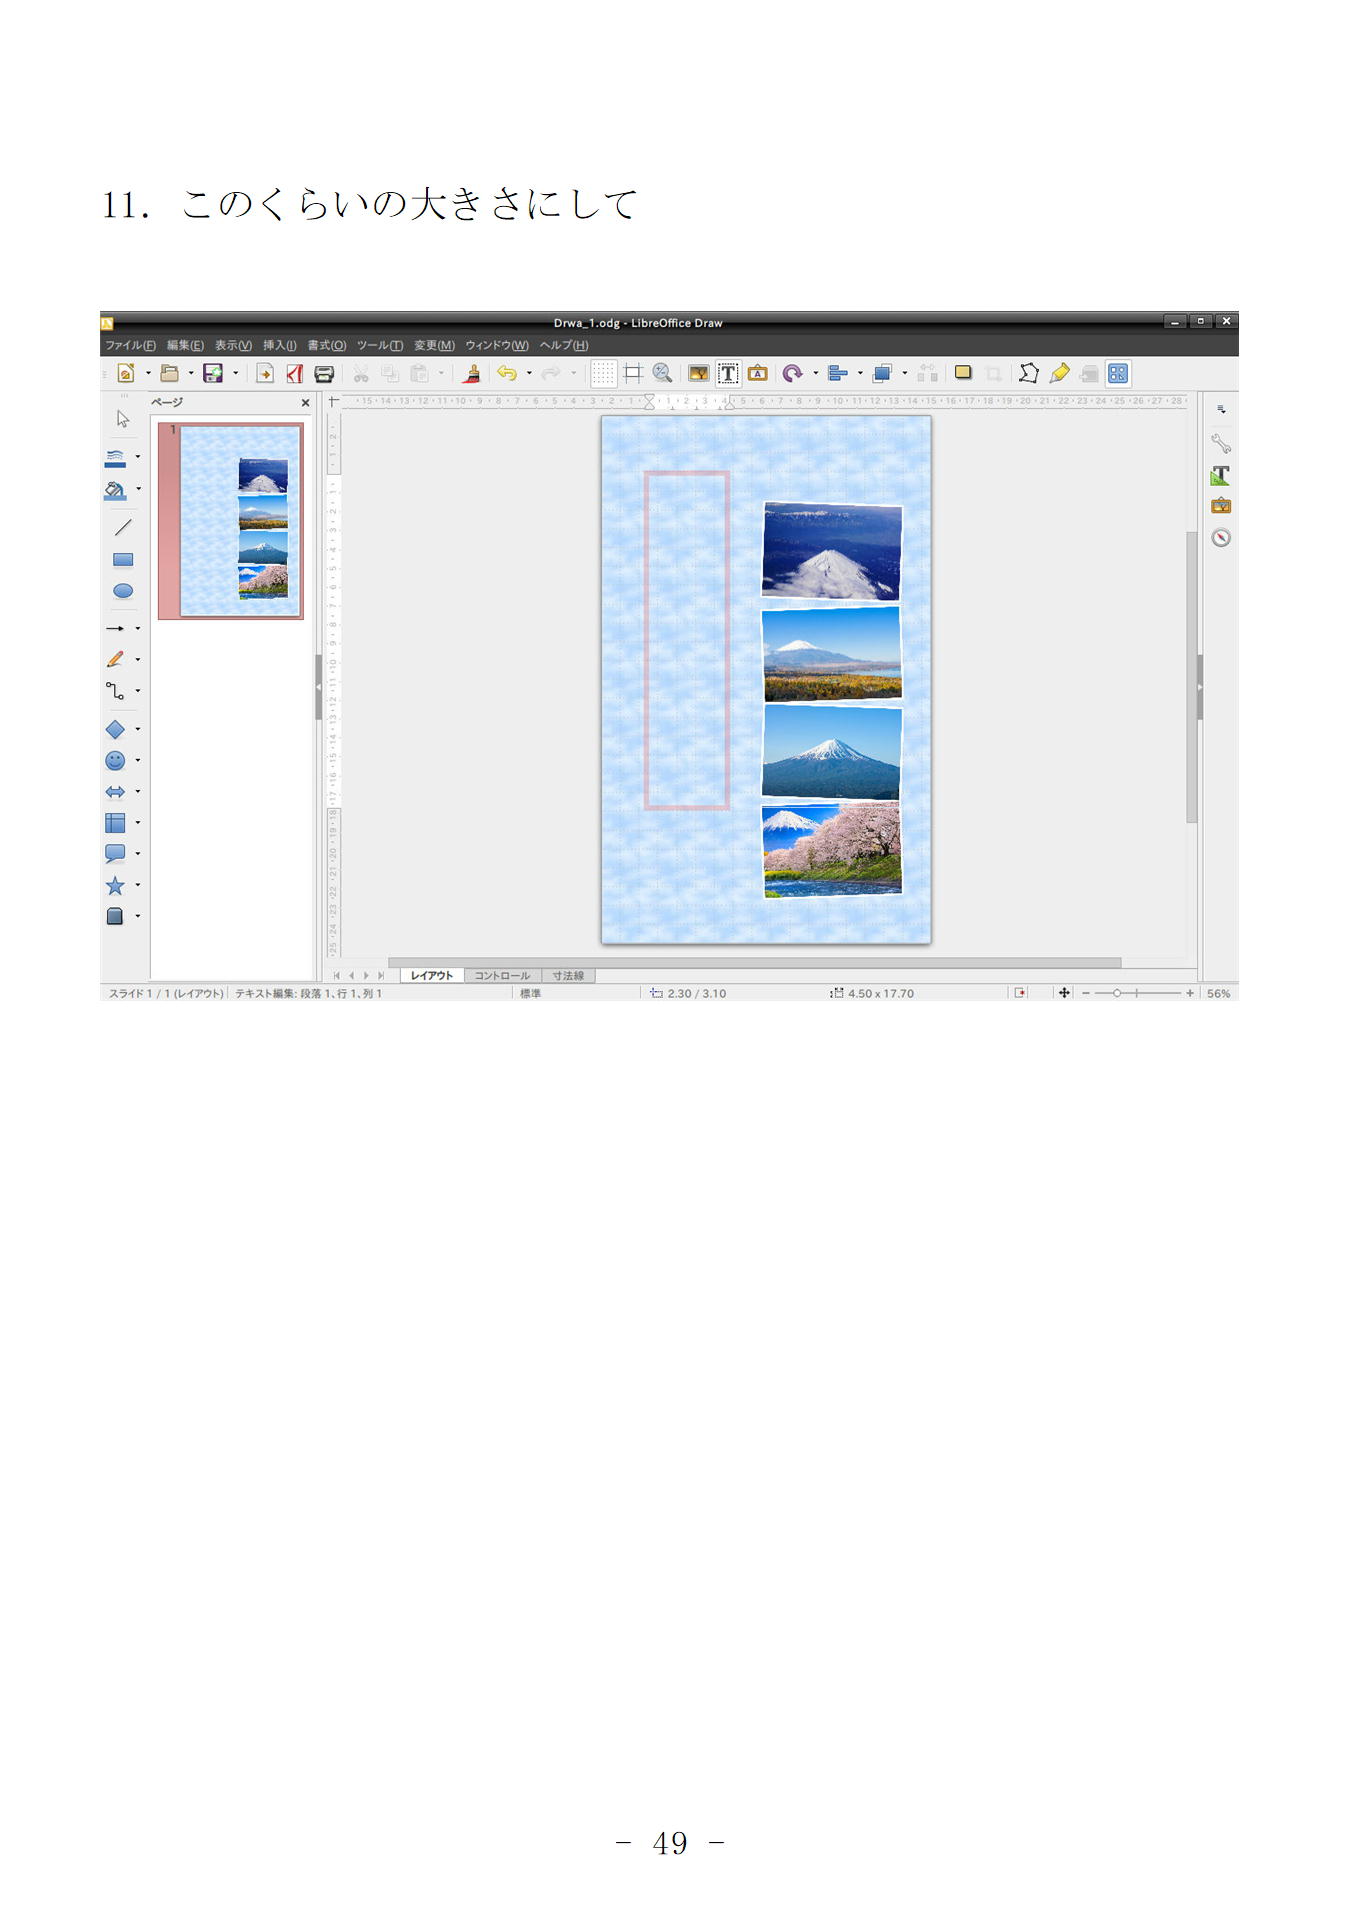 11. このくらいの大きさにして
Drwa_1.odg - LibreOffice Draw
ファイル(F) 編集(E) 表示(V) 挿入(I) 書式(O) ツール(T) 変更(M) ウィンドウ(W) ヘルプ(H)
ページ
1
レイアウト コントロール 寸法線
スライド 1 / 1 (レイアウト) テキスト編集: 段落 1、行 1、列 1 標準 2.30 / 3.10 4.50 x 17.70 56%
- 49 -